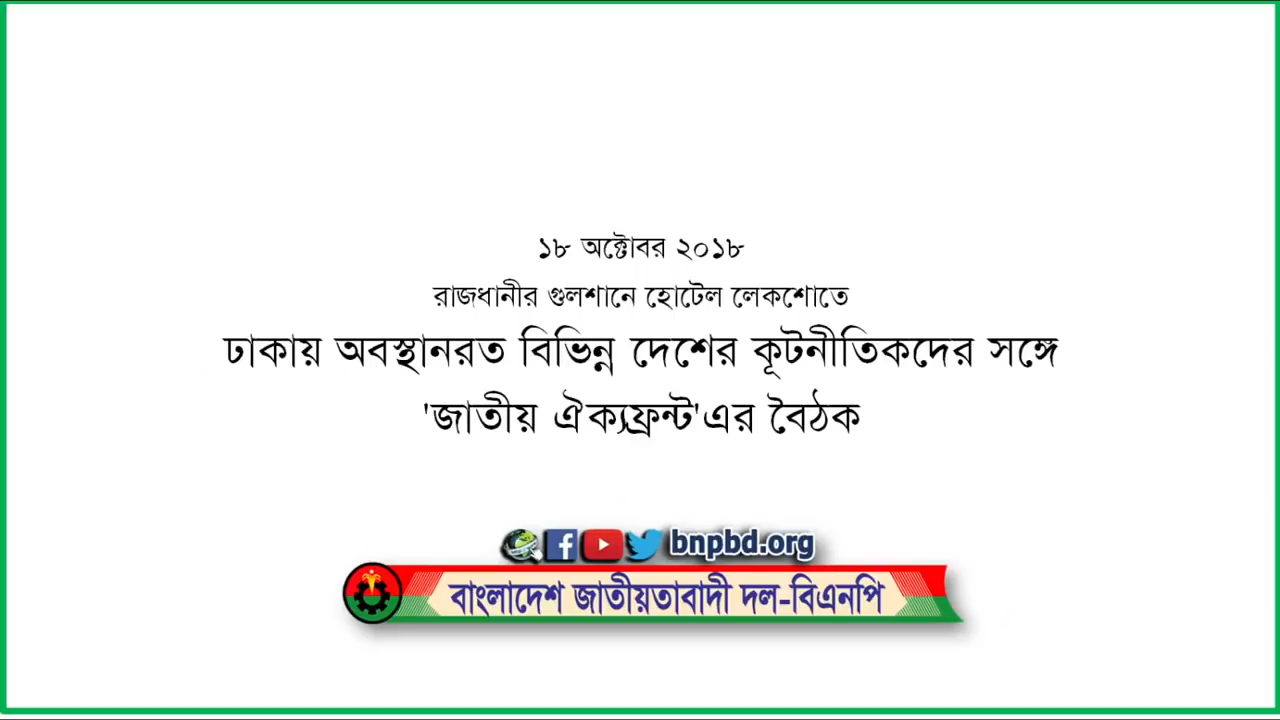 ১৮ অক্টোবর ২০১৮
রাজধানীর গুলশানে হোটেল লেকশোতে
ঢাকায় অবস্থানরত বিভিন্ন দেশের কূটনীতিকদের সঙ্গে
'জাতীয় ঐক্যফ্রন্ট'এর বৈঠক
bnpbd.org
বাংলাদেশ জাতীয়তাবাদী দল-বিএনপি